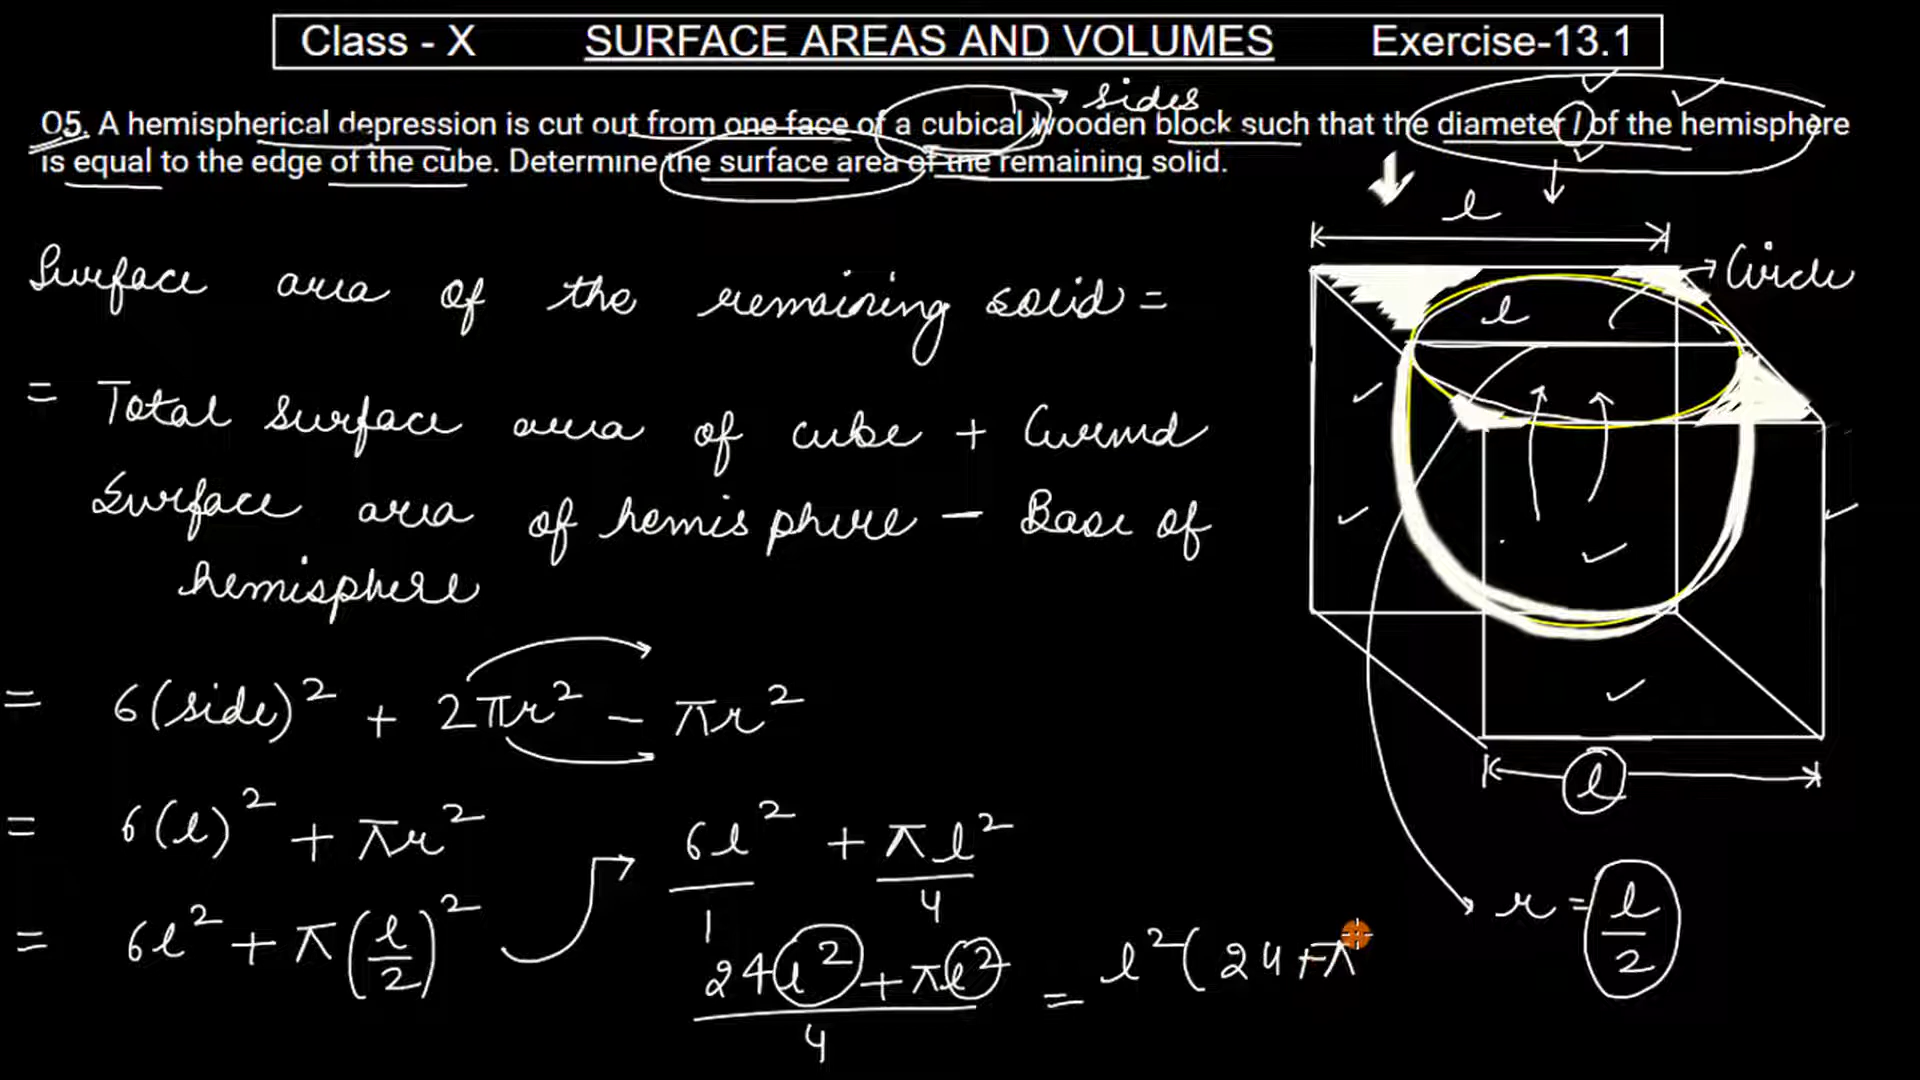 Class - X SURFACE AREAS AND VOLUMES Exercise-13.1
sides
Q5. A hemispherical depression is cut out from one face of a cubical wooden block such that the diameter l of the hemisphere
is equal to the edge of the cube. Determine the surface area of the remaining solid.
l
Circle
l
Surface area of the remaining solid =
= Total surface area of cube + Curved
Surface area of hemisphere − Base of
hemisphere
= 6(side)² + 2πr² − πr²
l
= 6(l)² + πr²
6l²/1 + πl²/4
r = l/2
= 6l² + π(l/2)²
(24l² + πl²)/4 = l²(24+π